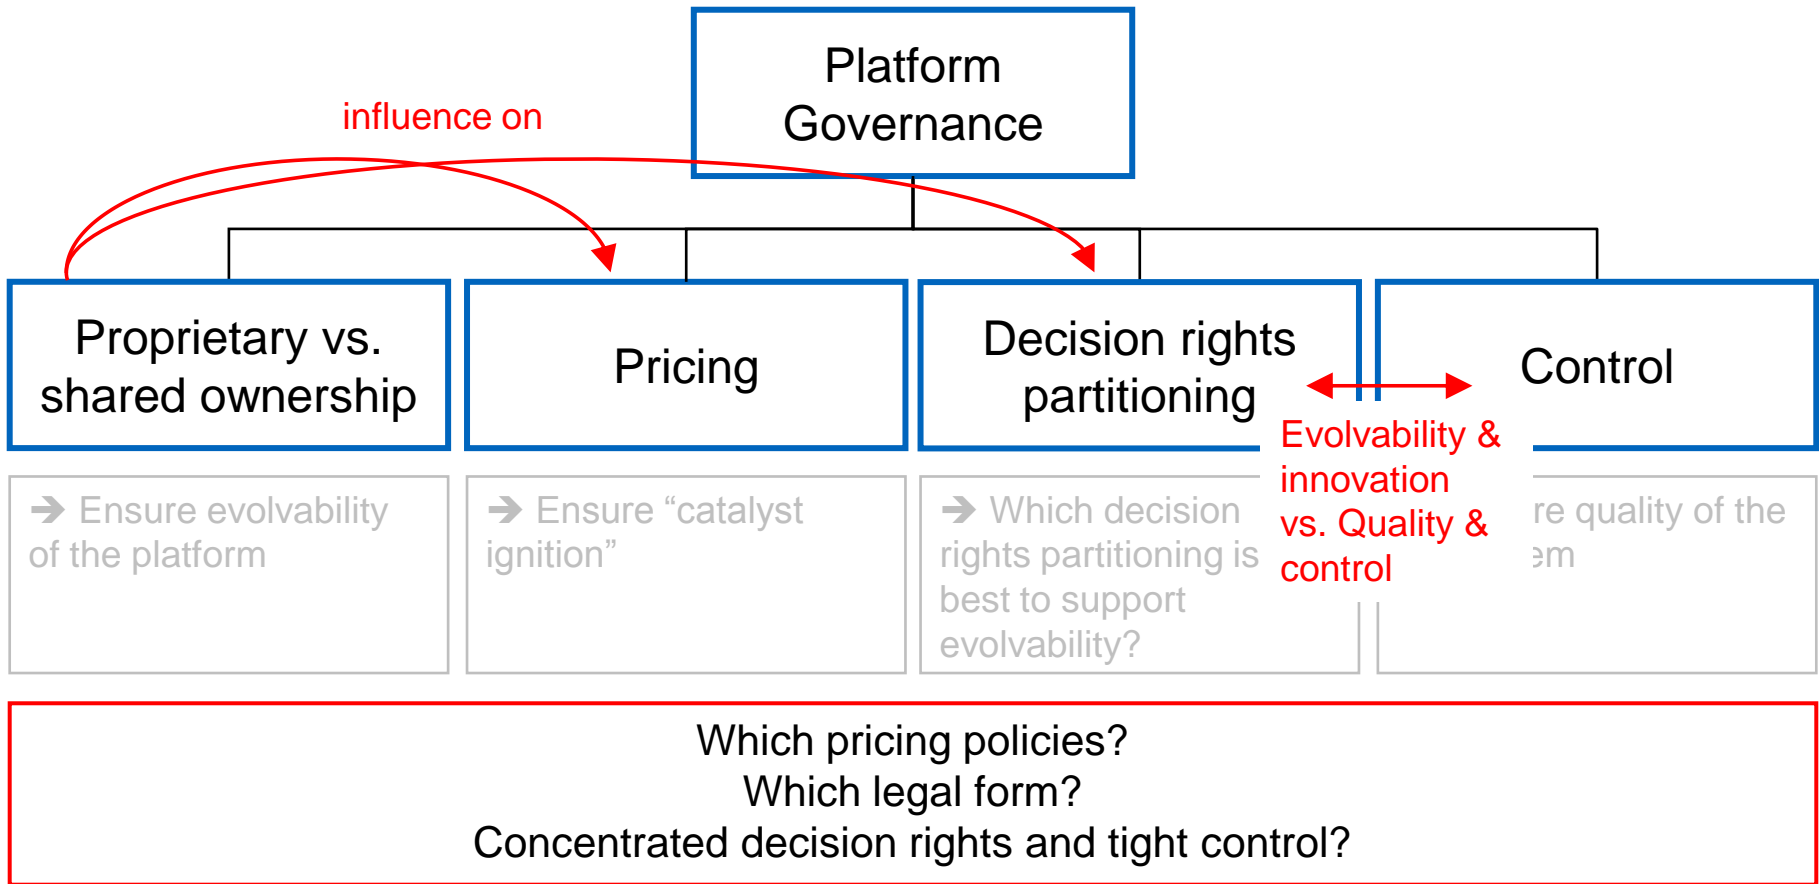 Platform
Governance
influence on
Proprietary vs.
shared ownership
Pricing
Decision rights
partitioning
Control
Evolvability &
innovation
vs. Quality &
control
➔ Ensure evolvability
of the platform
➔ Ensure “catalyst
ignition”
➔ Which decision
rights partitioning is
best to support
evolvability?
quality of the
Which pricing policies?
Which legal form?
Concentrated decision rights and tight control?